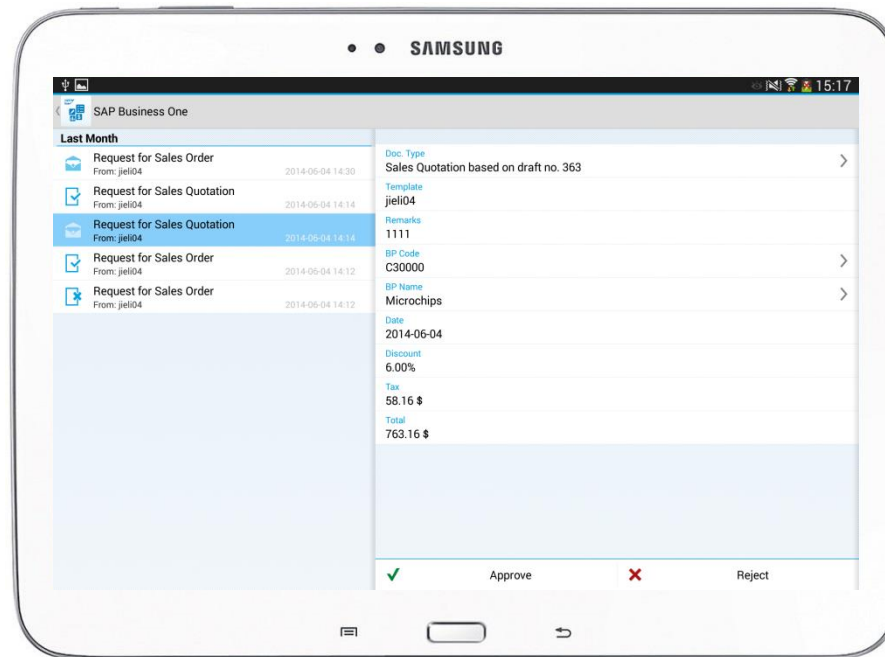 SAMSUNG
15:17
SAP Business One
Last Month
Request for Sales Order
From: jieli04 2014-06-04 14:30
Request for Sales Quotation
From: jieli04 2014-06-04 14:14
Request for Sales Quotation
From: jieli04 2014-06-04 14:14
Request for Sales Order
From: jieli04 2014-06-04 14:12
Request for Sales Order
From: jieli04 2014-06-04 14:12
Doc. Type
Sales Quotation based on draft no. 363
Template
jieli04
Remarks
1111
BP Code
C30000
BP Name
Microchips
Date
2014-06-04
Discount
6.00%
Tax
58.16 $
Total
763.16 $
Approve Reject